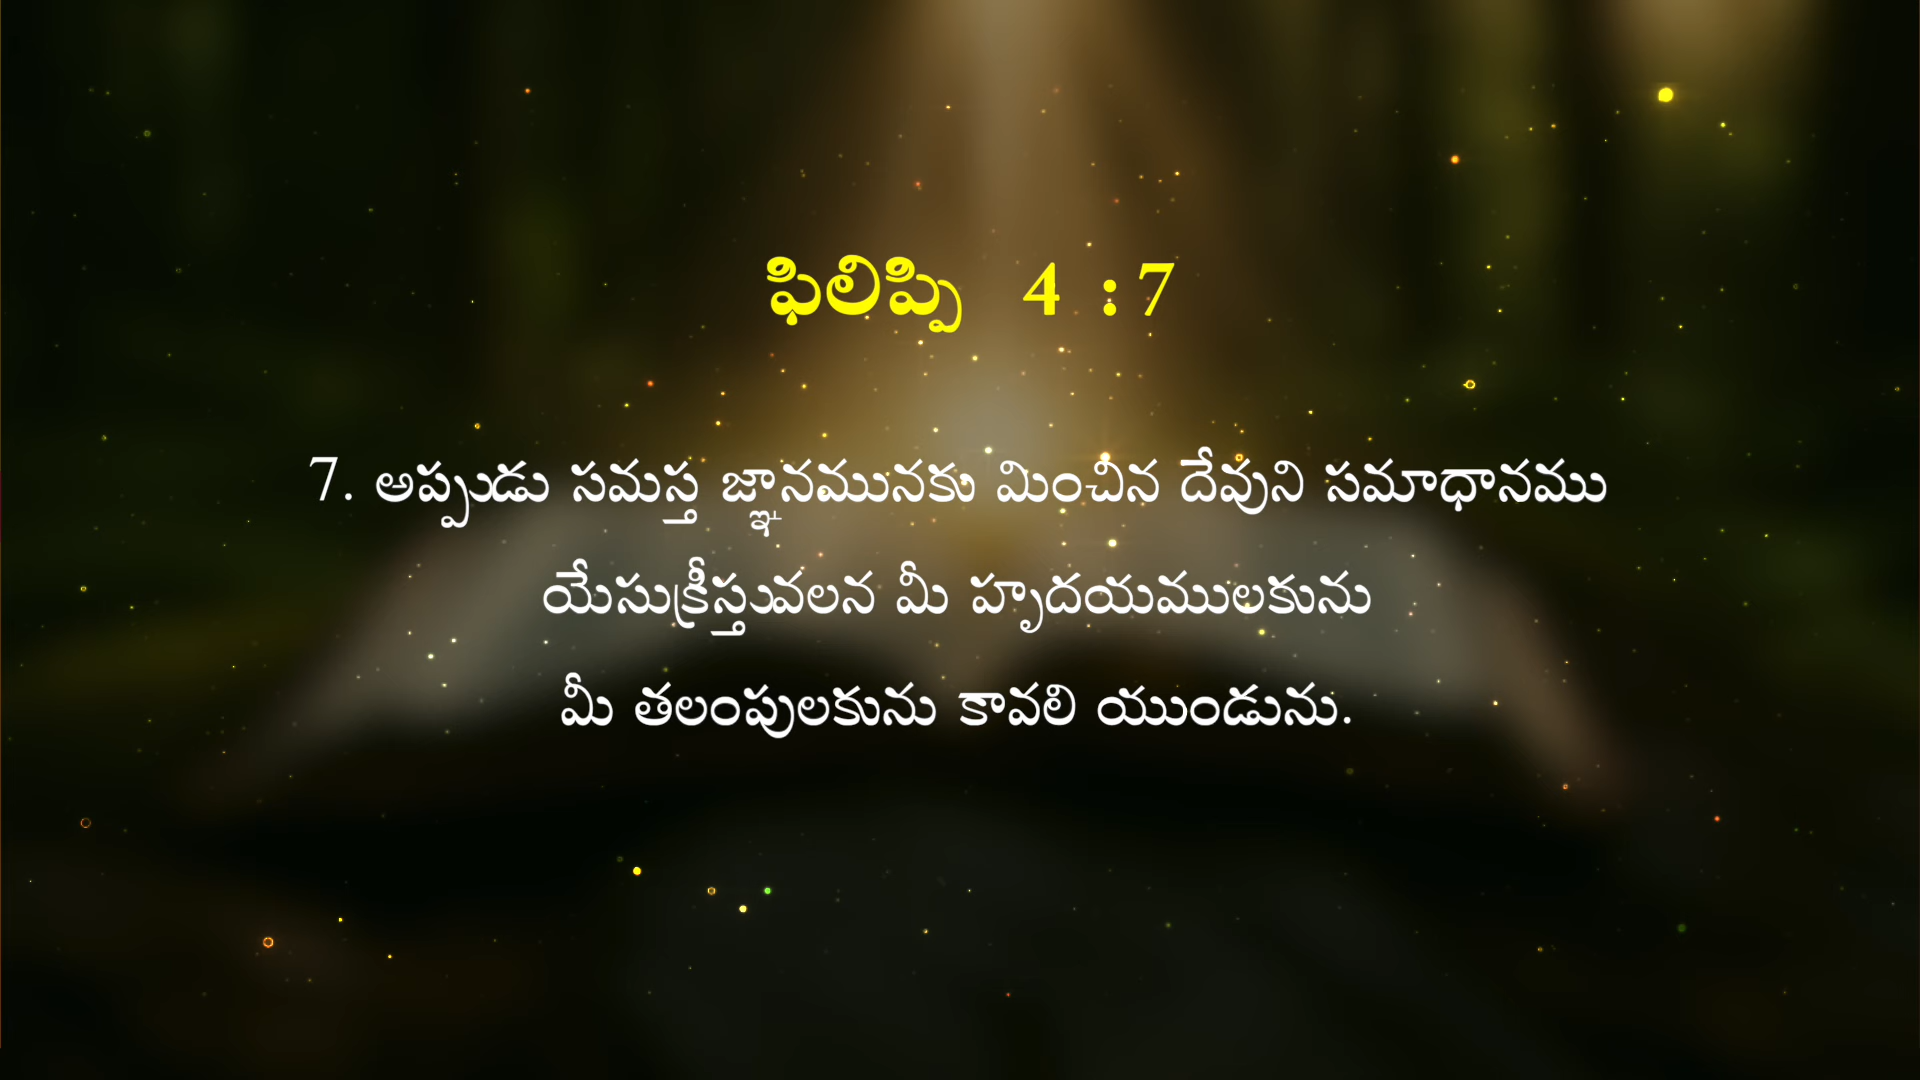 ఫిలిప్పి 4 :7
7. అప్పుడు సమస్త జ్ఞానమునకు మించిన దేవుని సమాధానము
యేసుక్రీస్తువలన మీ హృదయములకును
మీ తలంపులకును కావలి యుండును.